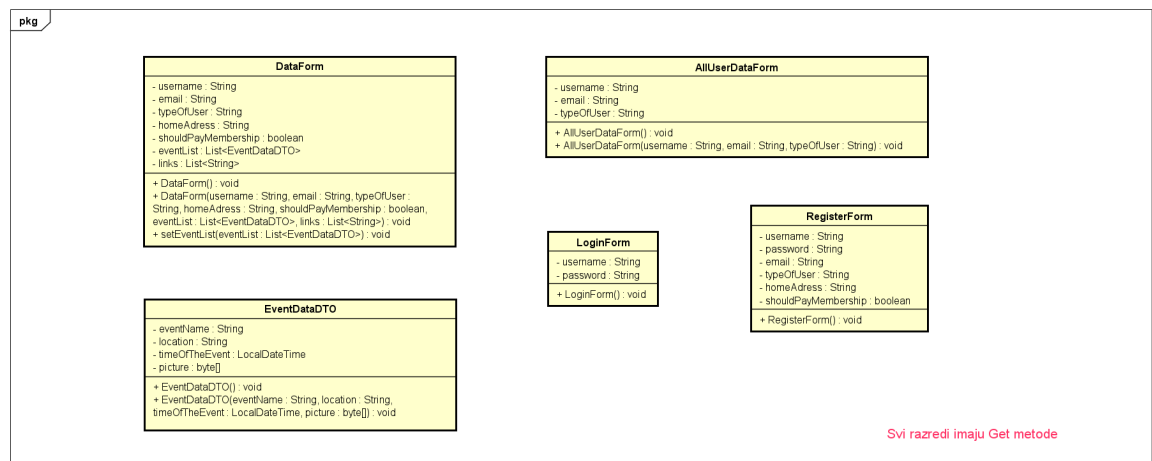 pkg
DataForm
- username : String
- email : String
- typeOfUser : String
- homeAdress : String
- shouldPayMembership : boolean
- eventList : List<EventDataDTO>
- links : List<String>
+ DataForm() : void
+ DataForm(username : String, email : String, typeOfUser :
String, homeAdress : String, shouldPayMembership : boolean,
eventList : List<EventDataDTO>, links : List<String>) : void
+ setEventList(eventList : List<EventDataDTO>) : void
AllUserDataForm
- username : String
- email : String
- typeOfUser : String
+ AllUserDataForm() : void
+ AllUserDataForm(username : String, email : String, typeOfUser : String) : void
LoginForm
- username : String
- password : String
+ LoginForm() : void
RegisterForm
- username : String
- password : String
- email : String
- typeOfUser : String
- homeAdress : String
- shouldPayMembership : boolean
+ RegisterForm() : void
EventDataDTO
- eventName : String
- location : String
- timeOfTheEvent : LocalDateTime
- picture : byte[]
+ EventDataDTO() : void
+ EventDataDTO(eventName : String, location : String,
timeOfTheEvent : LocalDateTime, picture : byte[]) : void
Svi razredi imaju Get metode